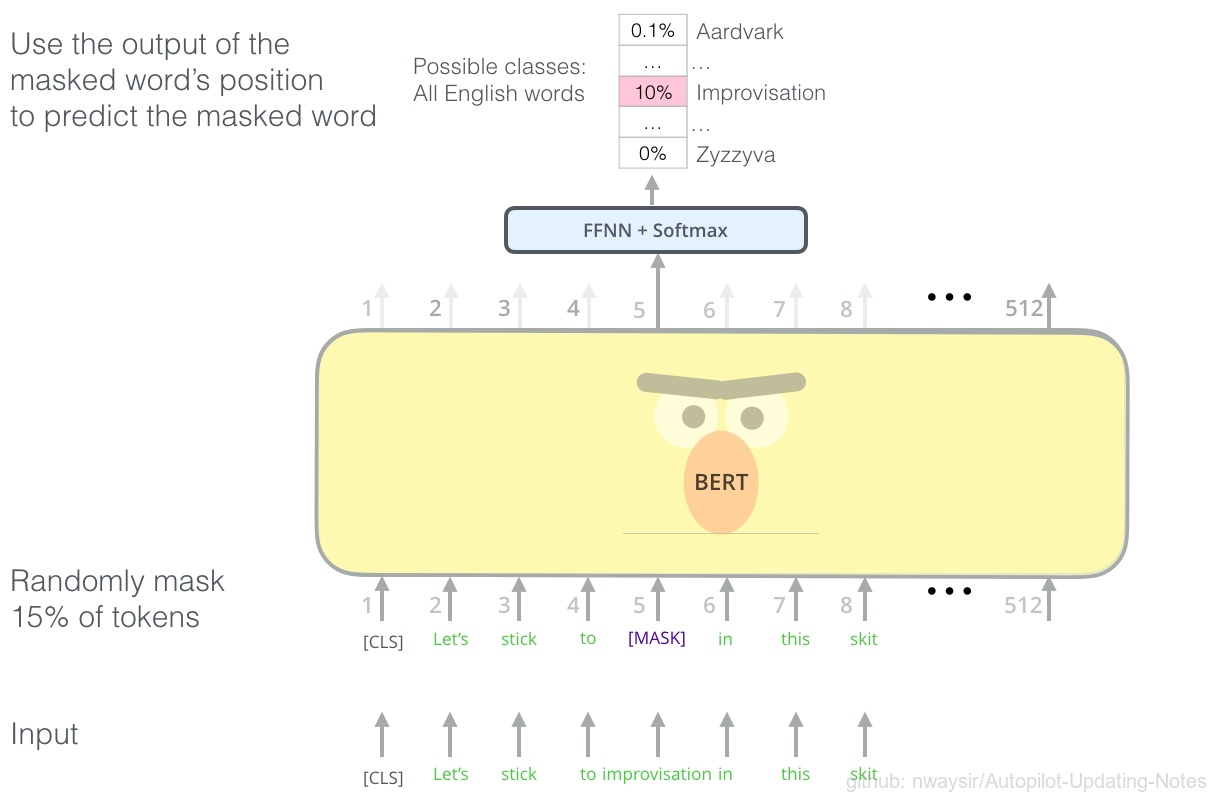 Use the output of the
masked word's position
to predict the masked word
Possible classes:
All English words
0.1% Aardvark
... ...
10% Improvisation
... ...
0% Zyzzyva
FFNN + Softmax
1 2 3 4 5 6 7 8 ... 512
BERT
Randomly mask
15% of tokens
1 2 3 4 5 6 7 8 ... 512
[CLS] Let's stick to [MASK] in this skit
Input
[CLS] Let's stick to improvisation in this skit
github: nwaysir/Autopilot-Updating-Notes